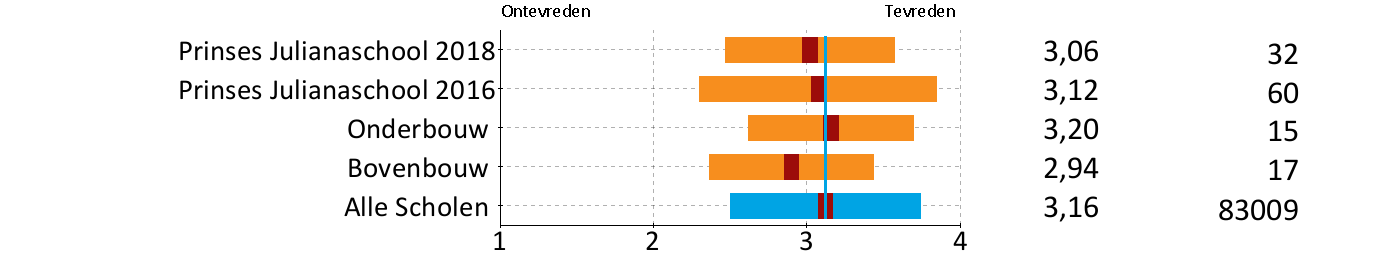 Ontevreden Tevreden
Prinses Julianaschool 2018 3,06 32
Prinses Julianaschool 2016 3,12 60
Onderbouw 3,20 15
Bovenbouw 2,94 17
Alle Scholen 3,16 83009
1 2 3 4